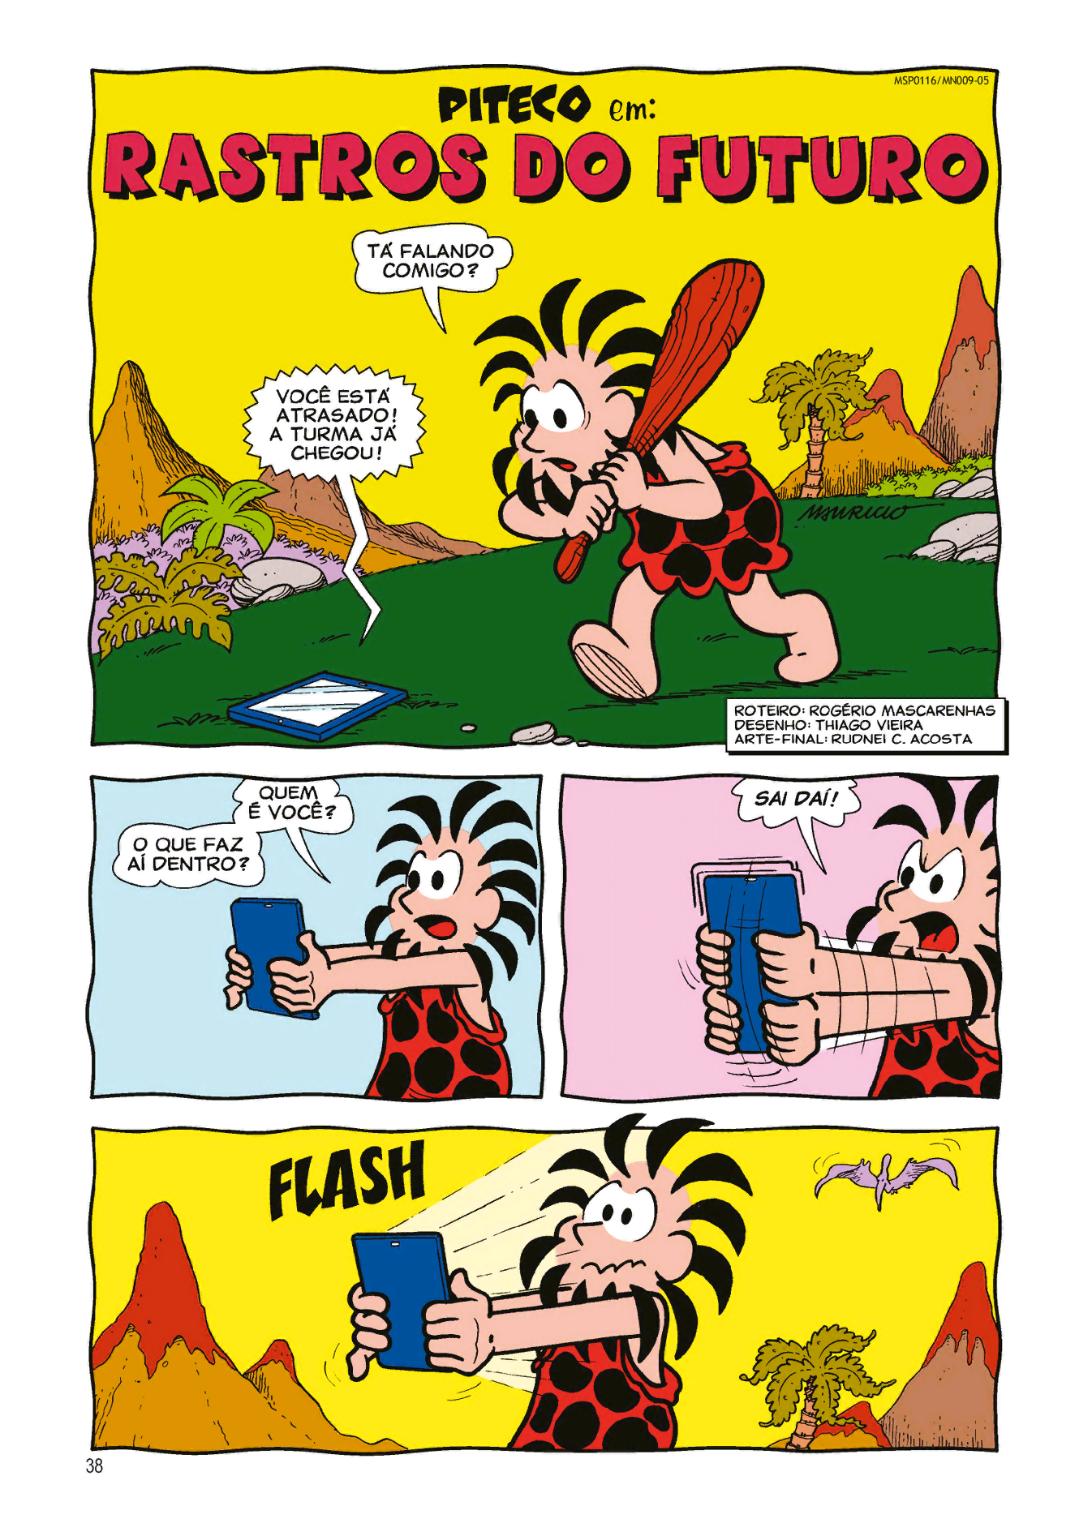 MSP0116/MN009-05
PITECO em:
RASTROS DO FUTURO
TÁ FALANDO
COMIGO?
VOCÊ ESTÁ
ATRASADO!
A TURMA JÁ
CHEGOU!
MAURICIO
ROTEIRO: ROGÉRIO MASCARENHAS
DESENHO: THIAGO VIEIRA
ARTE-FINAL: RUDNEI C. ACOSTA
QUEM
É VOCÊ?
O QUE FAZ
AÍ DENTRO?
SAI DAÍ!
FLASH
38